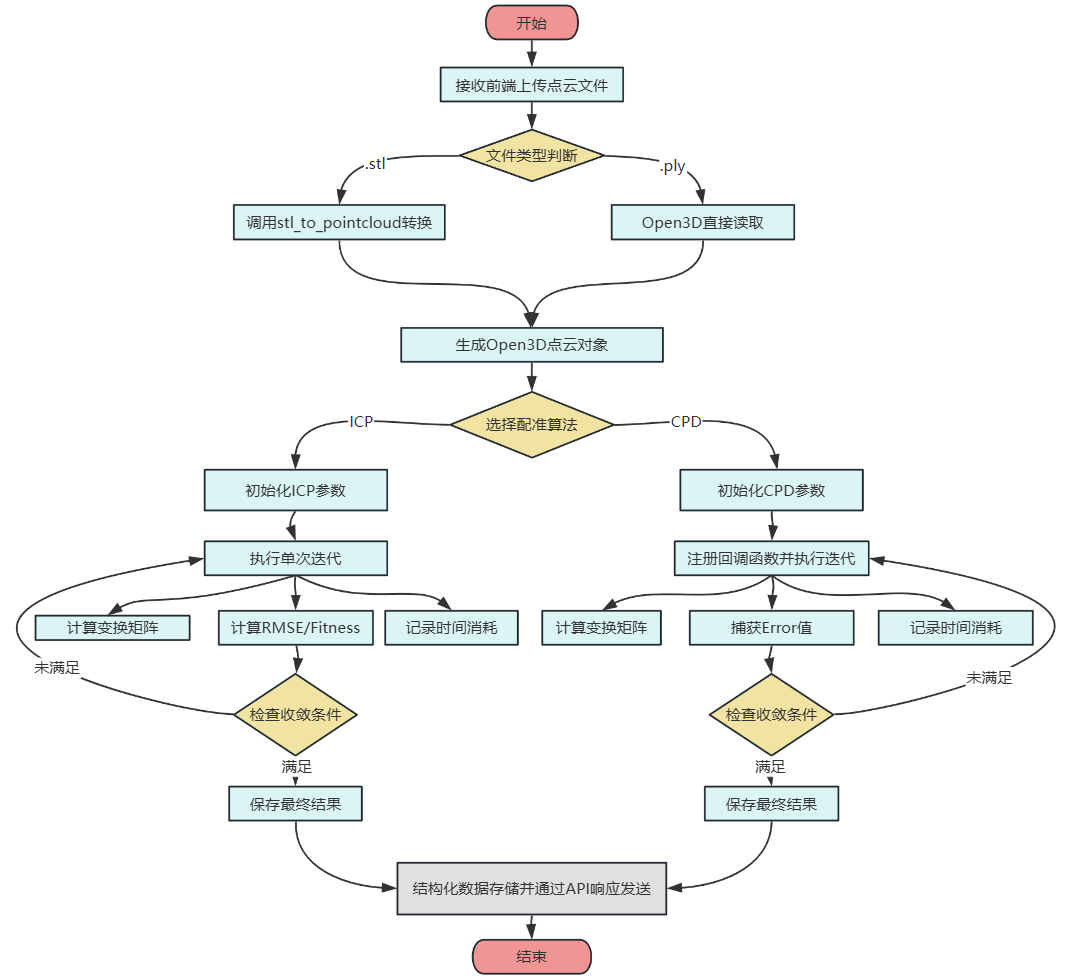 开始
接收前端上传点云文件
文件类型判断
.stl
.ply
调用stl_to_pointcloud转换
Open3D直接读取
生成Open3D点云对象
选择配准算法
ICP
CPD
初始化ICP参数
初始化CPD参数
执行单次迭代
注册回调函数并执行迭代
计算变换矩阵
计算RMSE/Fitness
记录时间消耗
计算变换矩阵
捕获Error值
记录时间消耗
未满足
未满足
检查收敛条件
检查收敛条件
满足
满足
保存最终结果
保存最终结果
结构化数据存储并通过API响应发送
结束